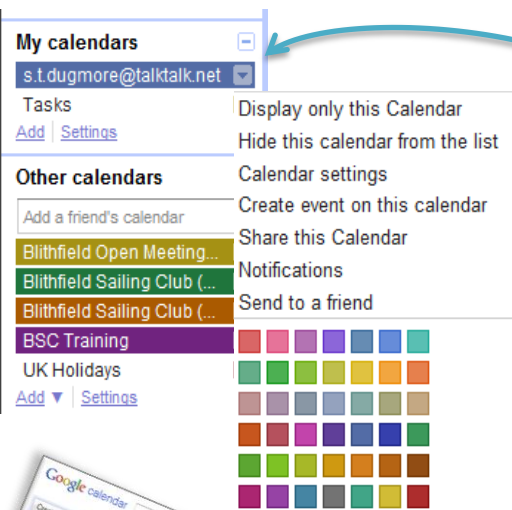 My calendars
s.t.dugmore@talktalk.net
Tasks
Add Settings
Other calendars
Add a friend's calendar
Blithfield Open Meeting...
Blithfield Sailing Club (...
Blithfield Sailing Club (...
BSC Training
UK Holidays
Add ▼ Settings
Display only this Calendar
Hide this calendar from the list
Calendar settings
Create event on this calendar
Share this Calendar
Notifications
Send to a friend
Google calendar